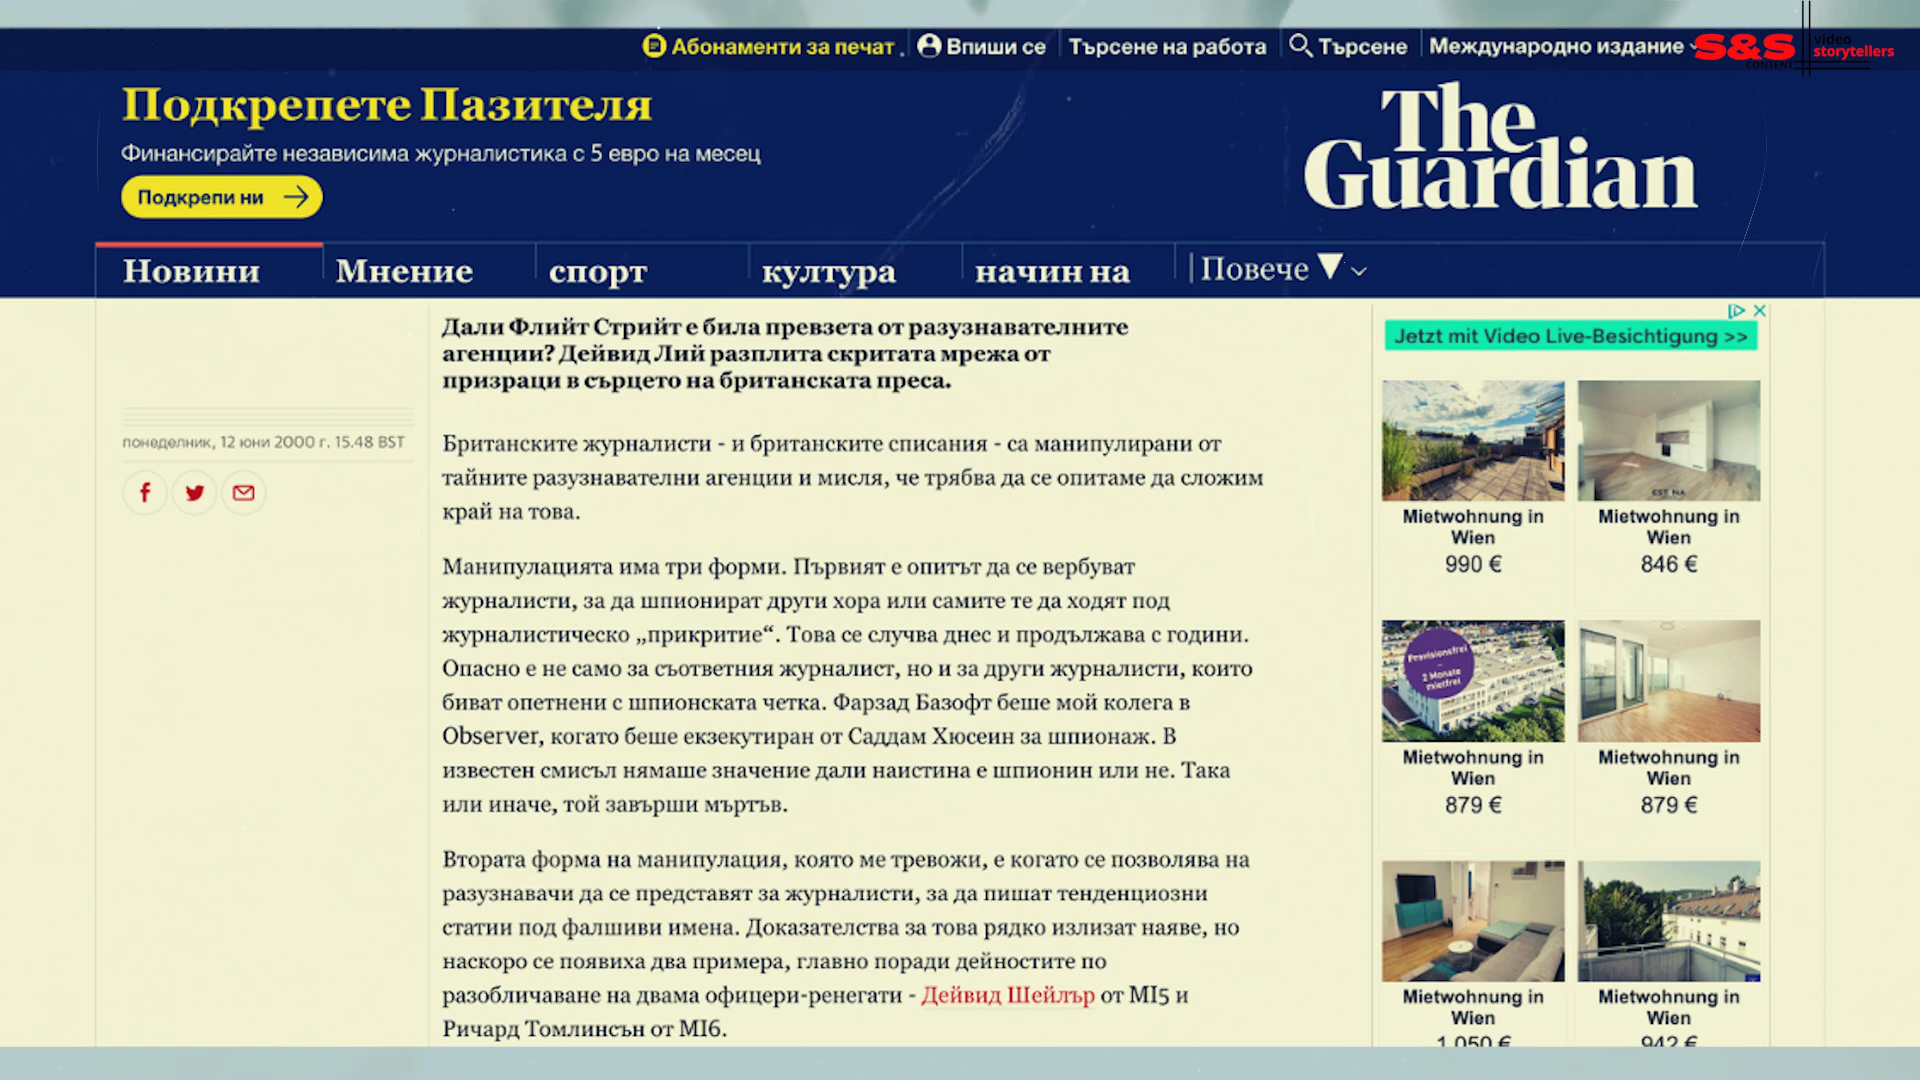 Абонаменти за печат
Впиши се
Търсене на работа
Търсене
Международно издание
S&S
CONTENT
video
storytellers
Подкрепете Пазителя
Финансирайте независима журналистика с 5 евро на месец
Подкрепи ни
The
Guardian
Новини
Мнение
спорт
култура
начин на
Повече
Дали Флийт Стрийт е била превзета от разузнавателните
агенции? Дейвид Лий разплита скритата мрежа от
призраци в сърцето на британската преса.
понеделник, 12 юни 2000 г. 15.48 BST
Британските журналисти - и британските списания - са манипулирани от
тайните разузнавателни агенции и мисля, че трябва да се опитаме да сложим
край на това.
Манипулацията има три форми. Първият е опитът да се вербуват
журналисти, за да шпионират други хора или самите те да ходят под
журналистическо „прикритие“. Това се случва днес и продължава с години.
Опасно е не само за съответния журналист, но и за други журналисти, които
биват опетнени с шпионската четка. Фарзад Базофт беше мой колега в
Observer, когато беше екзекутиран от Саддам Хюсеин за шпионаж. В
известен смисъл нямаше значение дали наистина е шпионин или не. Така
или иначе, той завърши мъртъв.
Втората форма на манипулация, която ме тревожи, е когато се позволява на
разузнавачи да се представят за журналисти, за да пишат тенденциозни
статии под фалшиви имена. Доказателства за това рядко излизат наяве, но
наскоро се появиха два примера, главно поради дейностите по
разобличаване на двама офицери-ренегати - Дейвид Шейлър от MI5 и
Ричард Томлинсън от MI6.
Jetzt mit Video Live-Besichtigung >>
Mietwohnung in
Wien
990 €
Mietwohnung in
Wien
846 €
Provisionsfrei
2 Monate
mietfrei
Mietwohnung in
Wien
879 €
Mietwohnung in
Wien
879 €
Mietwohnung in
Wien
1 050 €
Mietwohnung in
Wien
942 €